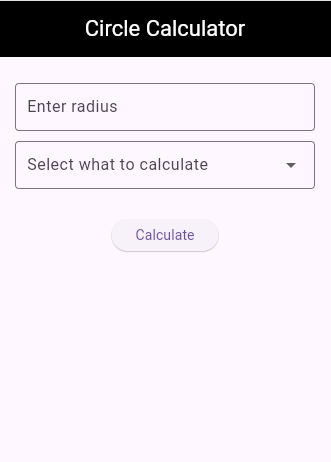 Circle Calculator
Enter radius
Select what to calculate
Calculate